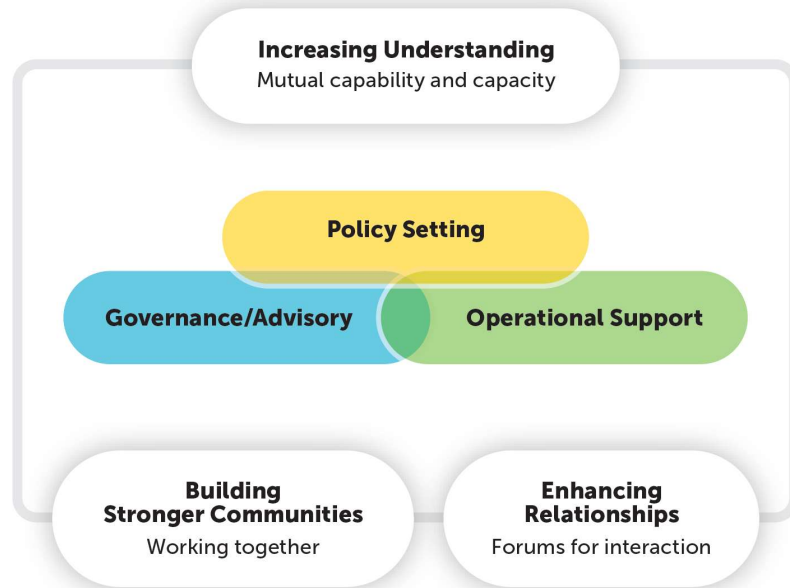 Increasing Understanding
Mutual capability and capacity
Policy Setting
Governance/Advisory
Operational Support
Building
Stronger Communities
Working together
Enhancing
Relationships
Forums for interaction